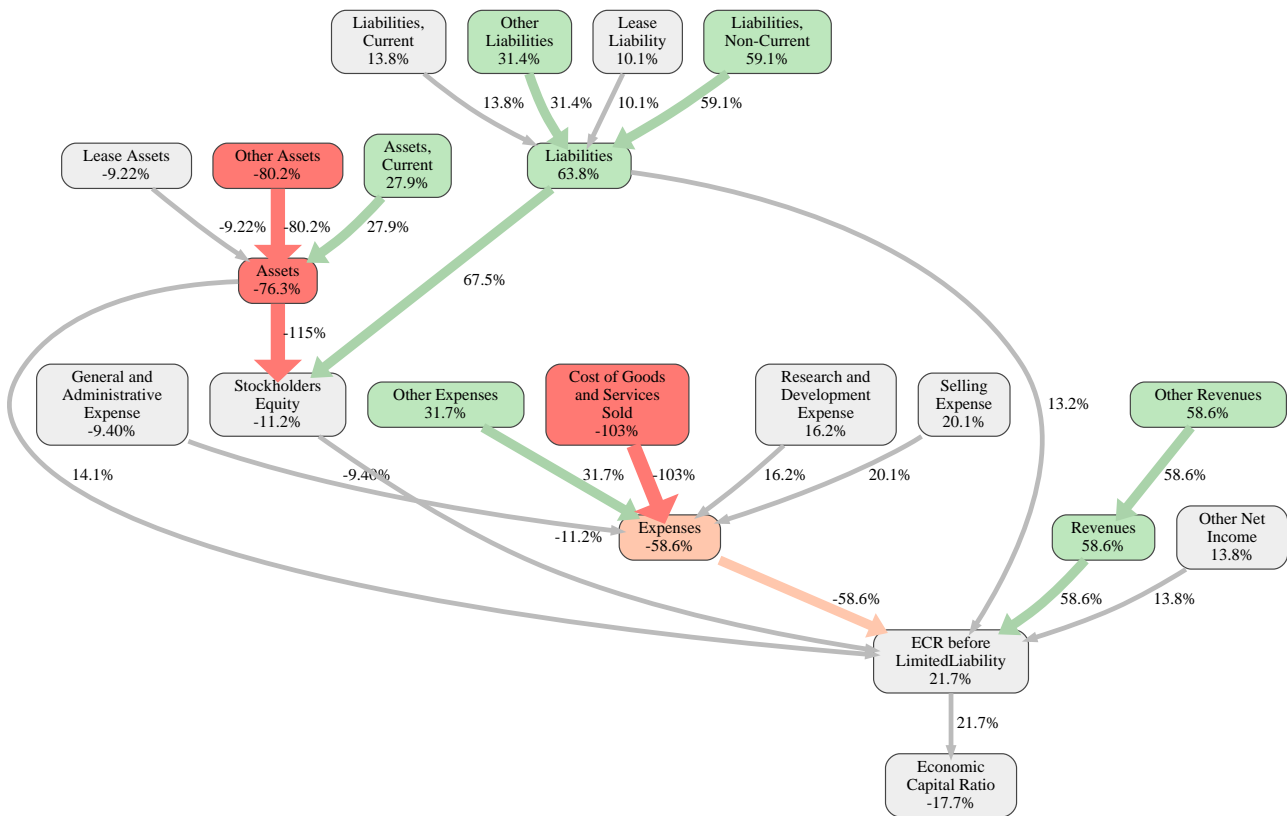 Liabilities,
Current
13.8%
Other
Liabilities
31.4%
Lease
Liability
10.1%
Liabilities,
Non-Current
59.1%
13.8%
31.4%
10.1%
59.1%
Lease Assets
-9.22%
Other Assets
-80.2%
Assets,
Current
27.9%
Liabilities
63.8%
-9.22%
-80.2%
27.9%
Assets
-76.3%
67.5%
-115%
General and
Administrative
Expense
-9.40%
Stockholders
Equity
-11.2%
Other Expenses
31.7%
Cost of Goods
and Services
Sold
-103%
Research and
Development
Expense
16.2%
Selling
Expense
20.1%
13.2%
Other Revenues
58.6%
14.1%
-9.40%
31.7%
-103%
16.2%
20.1%
58.6%
-11.2%
Expenses
-58.6%
Revenues
58.6%
Other Net
Income
13.8%
-58.6%
58.6%
13.8%
ECR before
LimitedLiability
21.7%
21.7%
Economic
Capital Ratio
-17.7%